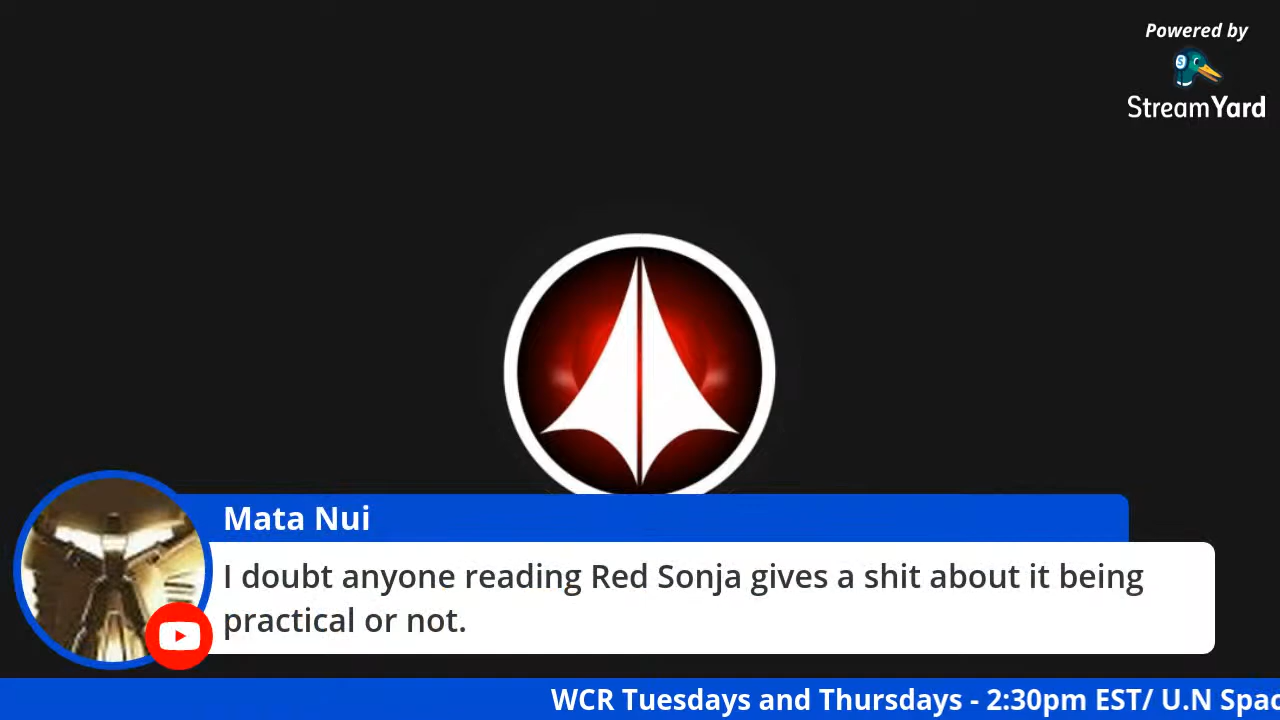 Powered by
StreamYard
Mata Nui
I doubt anyone reading Red Sonja gives a shit about it being
practical or not.
WCR Tuesdays and Thursdays - 2:30pm EST/ U.N Spac